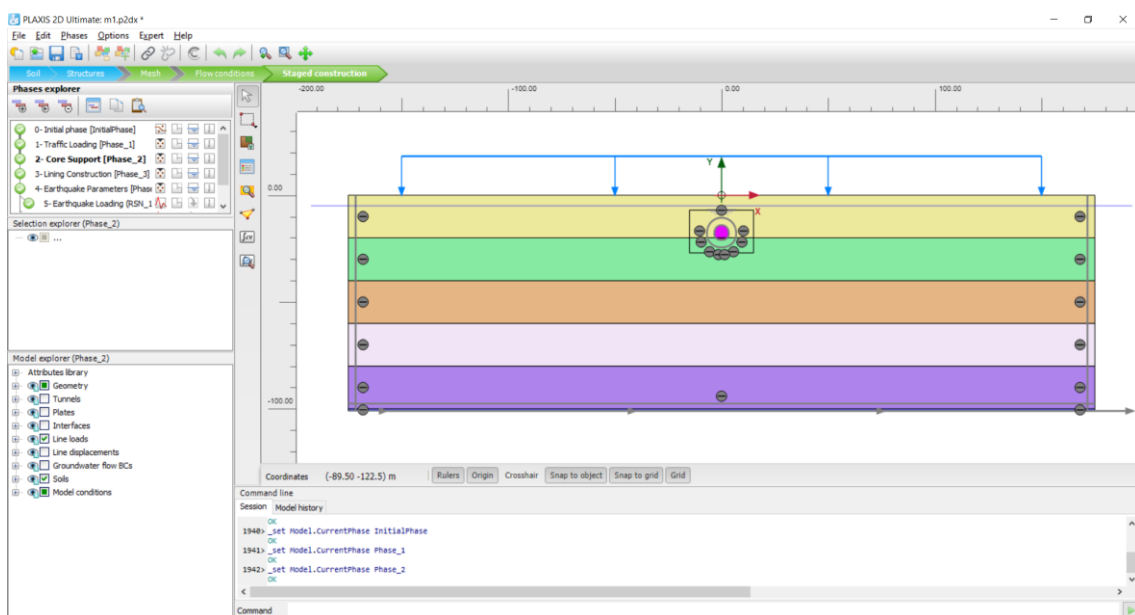 PLAXIS 2D Ultimate: m1.p2dx *
File Edit Phases Options Expert Help
Soil Structures Mesh Flow conditions Staged construction
Phases explorer
0- Initial phase [InitialPhase]
1- Traffic Loading [Phase_1]
2- Core Support [Phase_2]
3- Lining Construction [Phase_3]
4- Earthquake Parameters [Phase
5- Earthquake Loading (RSN_1
Selection explorer (Phase_2)
...
Model explorer (Phase_2)
Attributes library
Geometry
Tunnels
Plates
Interfaces
Line loads
Line displacements
Groundwater flow BCs
Soils
Model conditions
-200.00 -100.00 0.00 100.00
0.00
-100.00
Y
X
Coordinates (-89.50 -122.5) m Rulers Origin Crosshair Snap to object Snap to grid Grid
Command line
Session Model history
OK
1940> _set Model.CurrentPhase InitialPhase
OK
1941> _set Model.CurrentPhase Phase_1
OK
1942> _set Model.CurrentPhase Phase_2
OK
Command